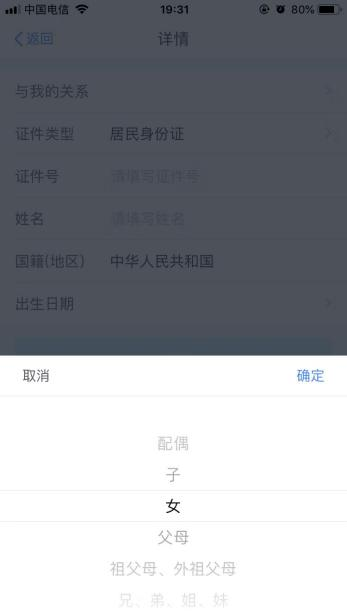 中国电信 19:31 80%
返回 详情
与我的关系
证件类型 居民身份证
证件号 请填写证件号
姓名 请填写姓名
国籍(地区) 中华人民共和国
出生日期
取消 确定
配偶
子
女
父母
祖父母、外祖父母
兄、弟、姐、妹